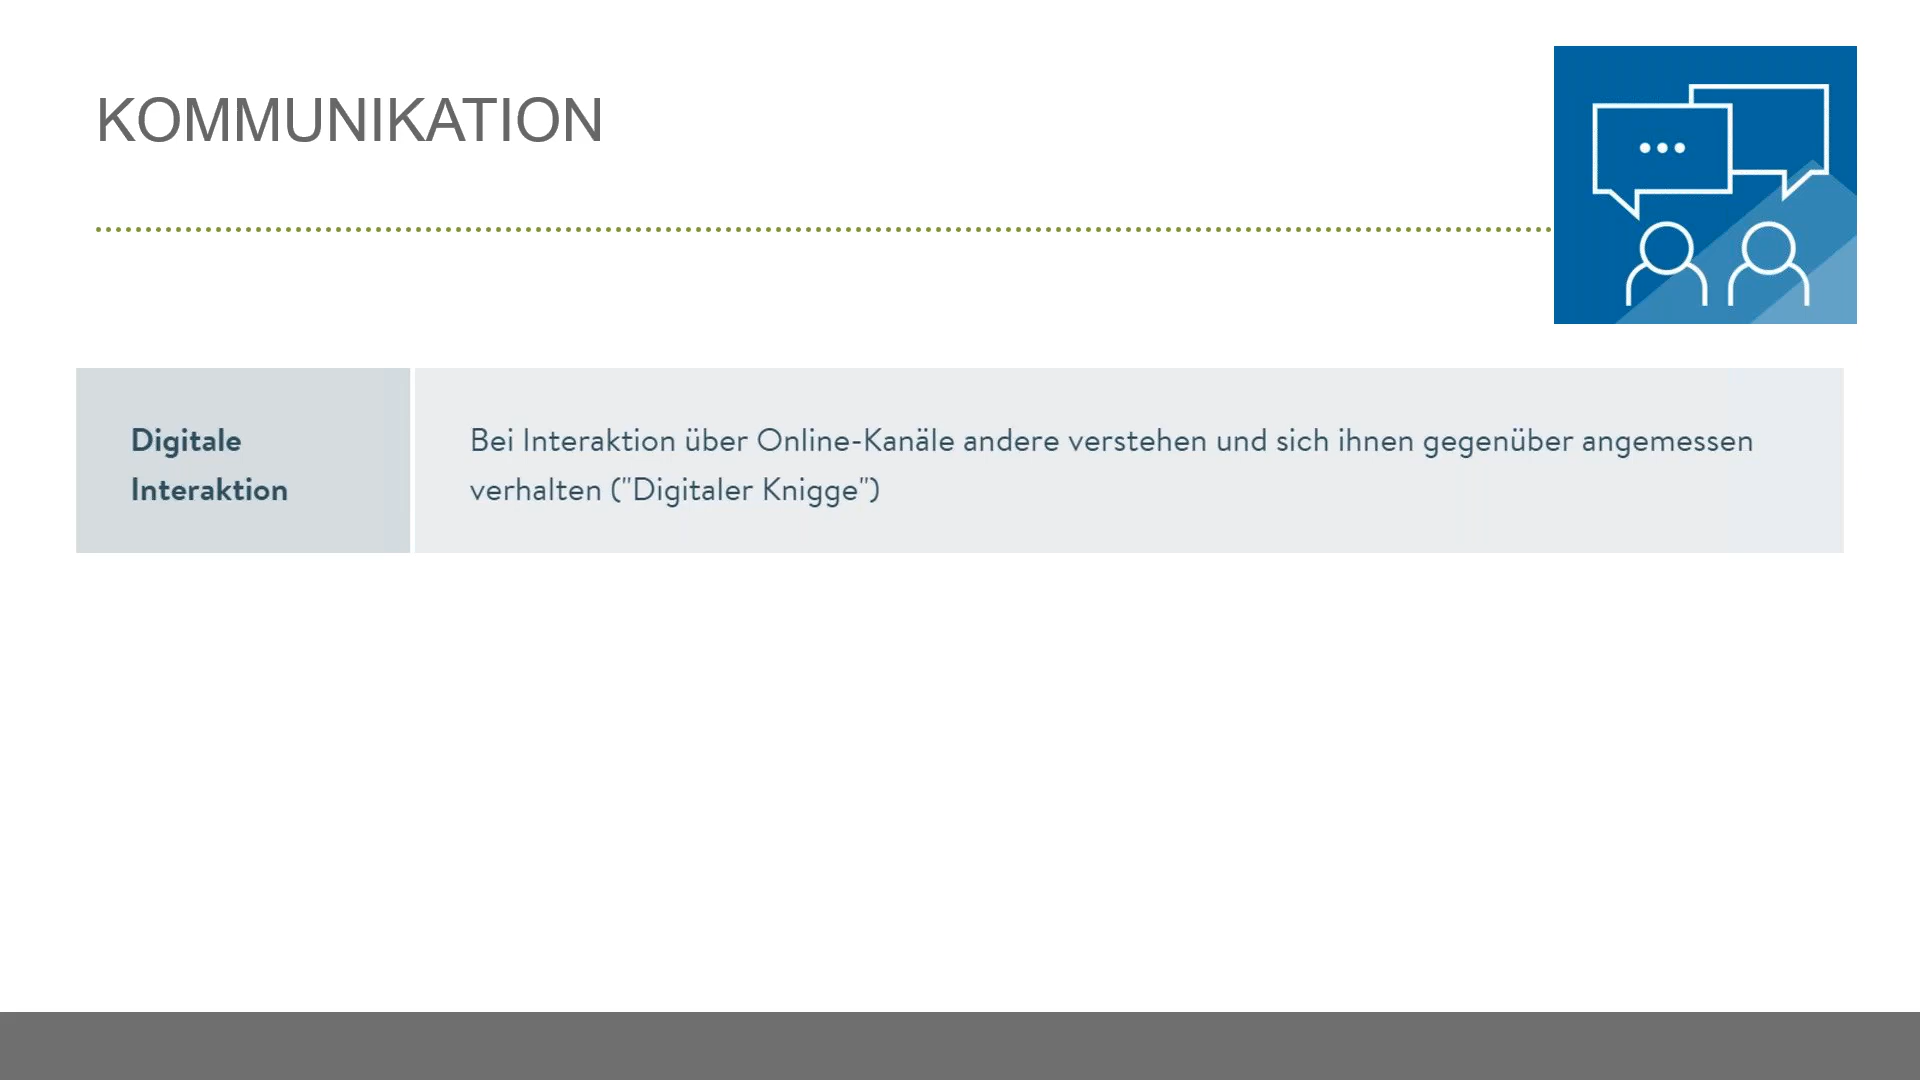 KOMMUNIKATION
Digitale
Interaktion
Bei Interaktion über Online-Kanäle andere verstehen und sich ihnen gegenüber angemessen
verhalten ("Digitaler Knigge")